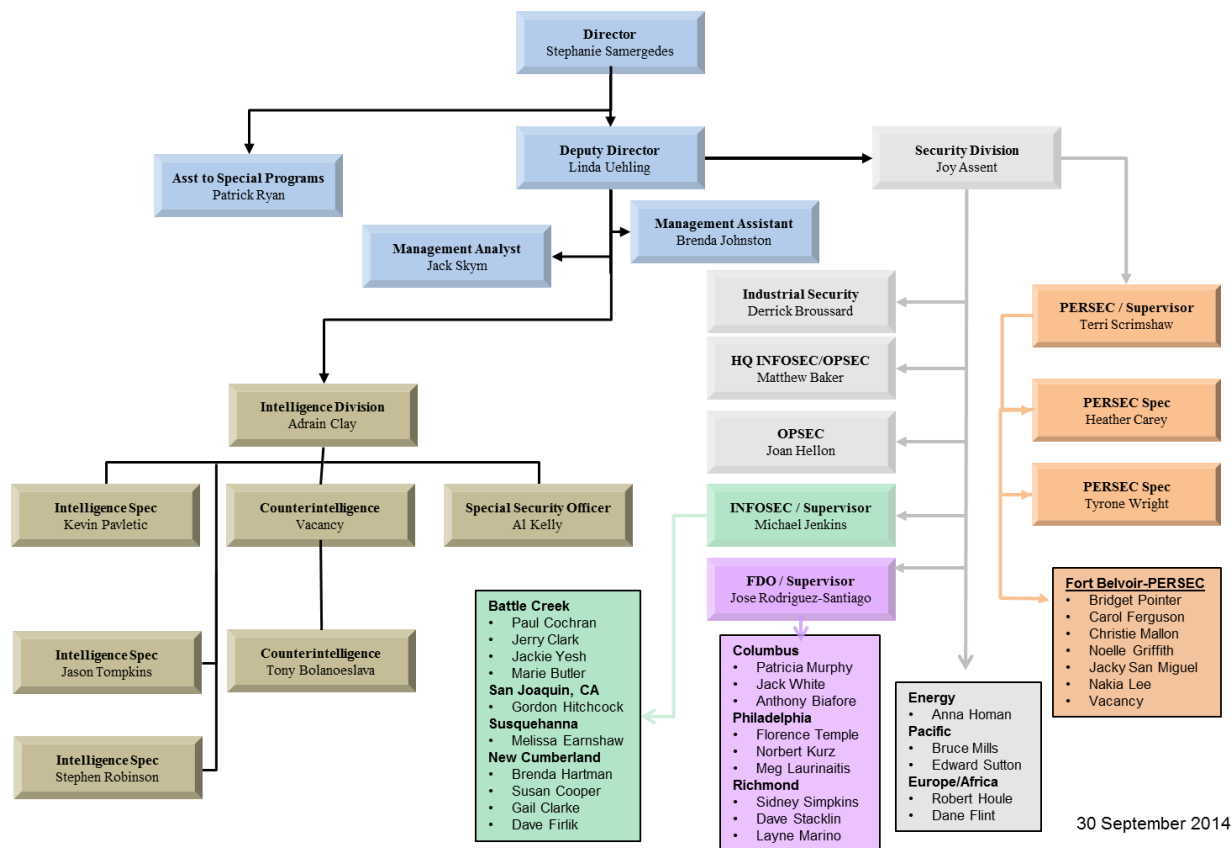 Director
Stephanie Samergedes
Deputy Director
Linda Uehling
Security Division
Joy Assent
Asst to Special Programs
Patrick Ryan
Management Assistant
Brenda Johnston
Management Analyst
Jack Skym
Industrial Security
Derrick Broussard
PERSEC / Supervisor
Terri Scrimshaw
HQ INFOSEC/OPSEC
Matthew Baker
PERSEC Spec
Heather Carey
Intelligence Division
Adrain Clay
OPSEC
Joan Hellon
PERSEC Spec
Tyrone Wright
Intelligence Spec
Kevin Pavletic
Counterintelligence
Vacancy
Special Security Officer
Al Kelly
INFOSEC / Supervisor
Michael Jenkins
FDO / Supervisor
Jose Rodriguez-Santiago
Intelligence Spec
Jason Tompkins
Counterintelligence
Tony Bolanoeslava
Intelligence Spec
Stephen Robinson
Battle Creek
• Paul Cochran
• Jerry Clark
• Jackie Yesh
• Marie Butler
San Joaquin, CA
• Gordon Hitchcock
Susquehanna
• Melissa Earnshaw
New Cumberland
• Brenda Hartman
• Susan Cooper
• Gail Clarke
• Dave Firlik
Columbus
• Patricia Murphy
• Jack White
• Anthony Biafore
Philadelphia
• Florence Temple
• Norbert Kurz
• Meg Laurinaitis
Richmond
• Sidney Simpkins
• Dave Stacklin
• Layne Marino
Energy
• Anna Homan
Pacific
• Bruce Mills
• Edward Sutton
Europe/Africa
• Robert Houle
• Dane Flint
Fort Belvoir-PERSEC
• Bridget Pointer
• Carol Ferguson
• Christie Mallon
• Noelle Griffith
• Jacky San Miguel
• Nakia Lee
• Vacancy
30 September 2014